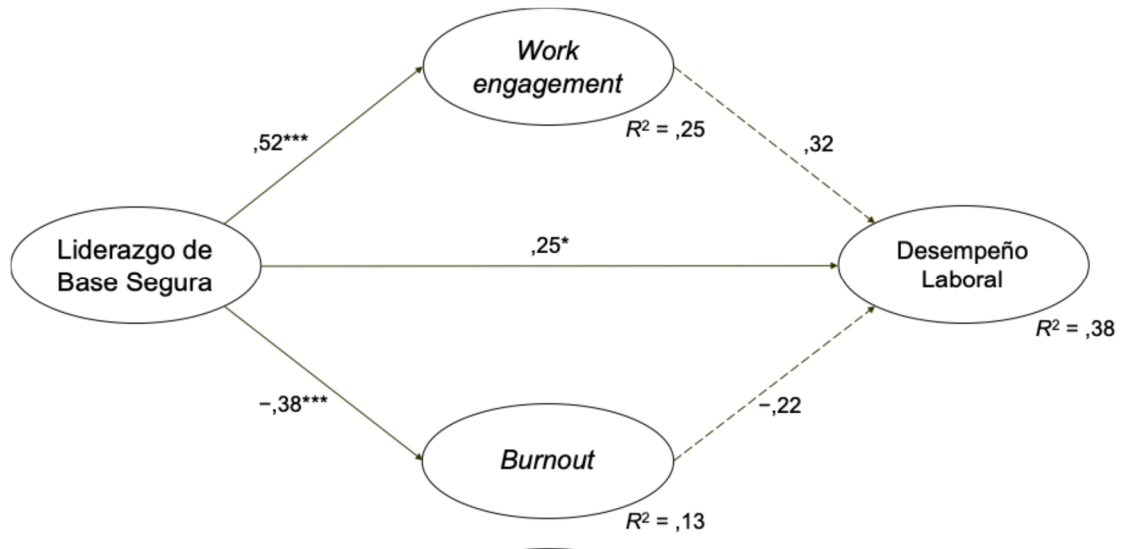 Work
engagement
R² = ,25
,52***
,32
Liderazgo de
Base Segura
,25*
Desempeño
Laboral
R² = ,38
−,38***
−,22
Burnout
R² = ,13